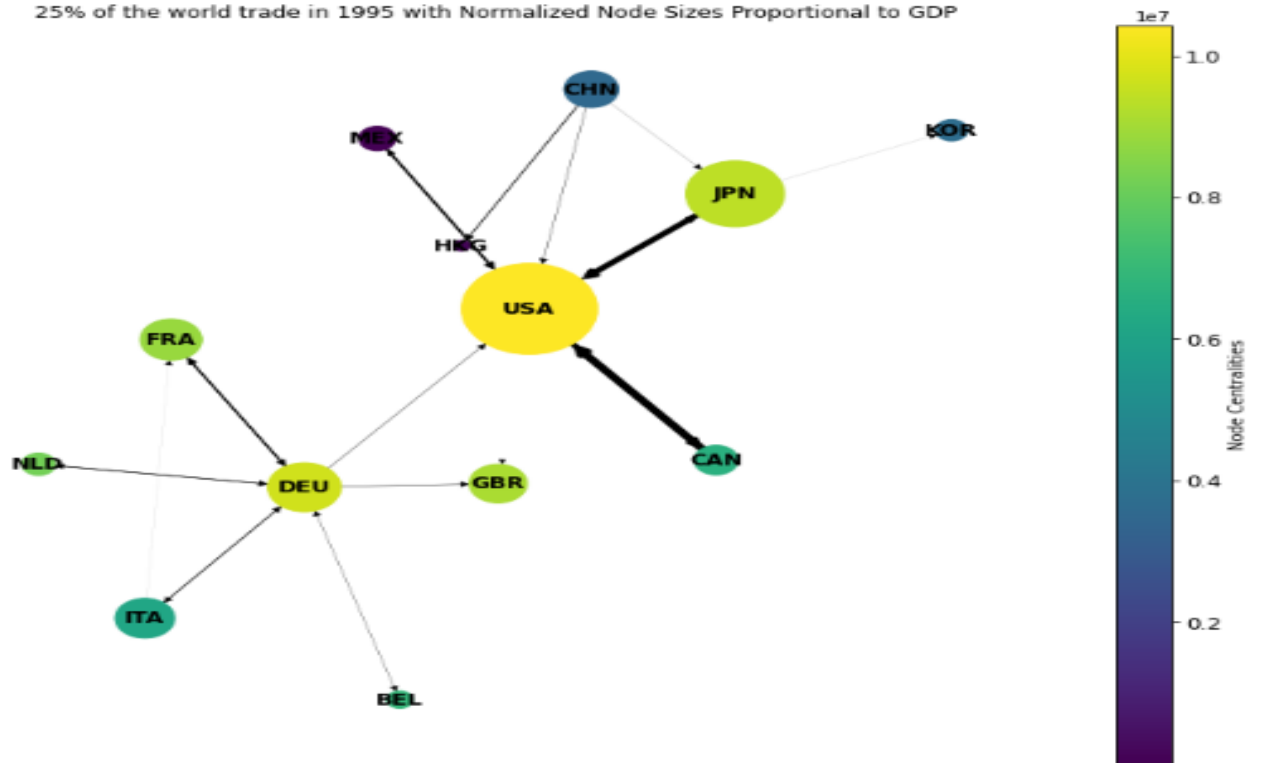 25% of the world trade in 1995 with Normalized Node Sizes Proportional to GDP
1e7
CHN
1.0
MEX
KOR
JPN
0.8
HKG
USA
FRA
0.6
Node Centralities
NLD
CAN
DEU
GBR
0.4
ITA
0.2
BEL